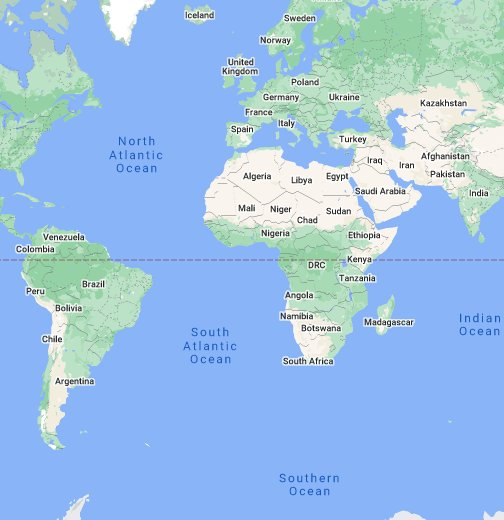 Iceland
Sweden
Norway
United
Kingdom
Poland
Germany
Ukraine
Kazakhstan
France
Italy
Spain
Turkey
North
Atlantic
Ocean
Iraq
Iran
Afghanistan
Pakistan
Algeria
Libya
Egypt
Saudi Arabia
India
Mali
Niger
Chad
Sudan
Nigeria
Ethiopia
Venezuela
Colombia
Kenya
DRC
Tanzania
Peru
Brazil
Bolivia
Angola
Namibia
Botswana
Madagascar
Indian
Ocean
South
Atlantic
Ocean
Chile
South Africa
Argentina
Southern
Ocean